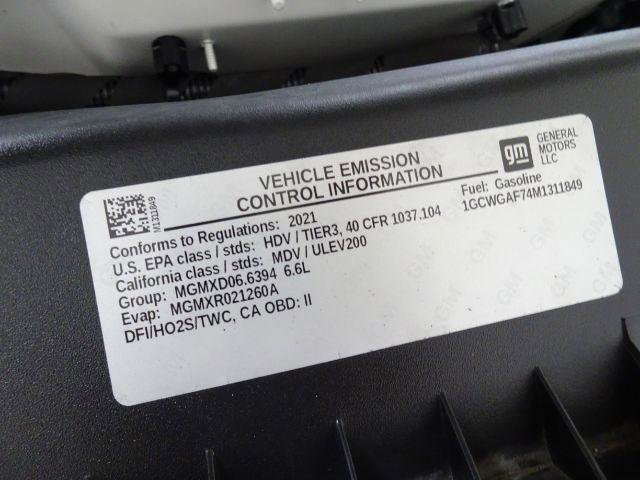 VEHICLE EMISSION
CONTROL INFORMATION
gm
GENERAL
MOTORS
LLC
M1311849
Conforms to Regulations: 2021
Fuel: Gasoline
U.S. EPA class / stds: HDV / TIER3, 40 CFR 1037.104
1GCWGAF74M1311849
California class / stds: MDV / ULEV200
Group: MGMXD06.6394 6.6L
Evap: MGMXR021260A
DFI/HO2S/TWC, CA OBD: II